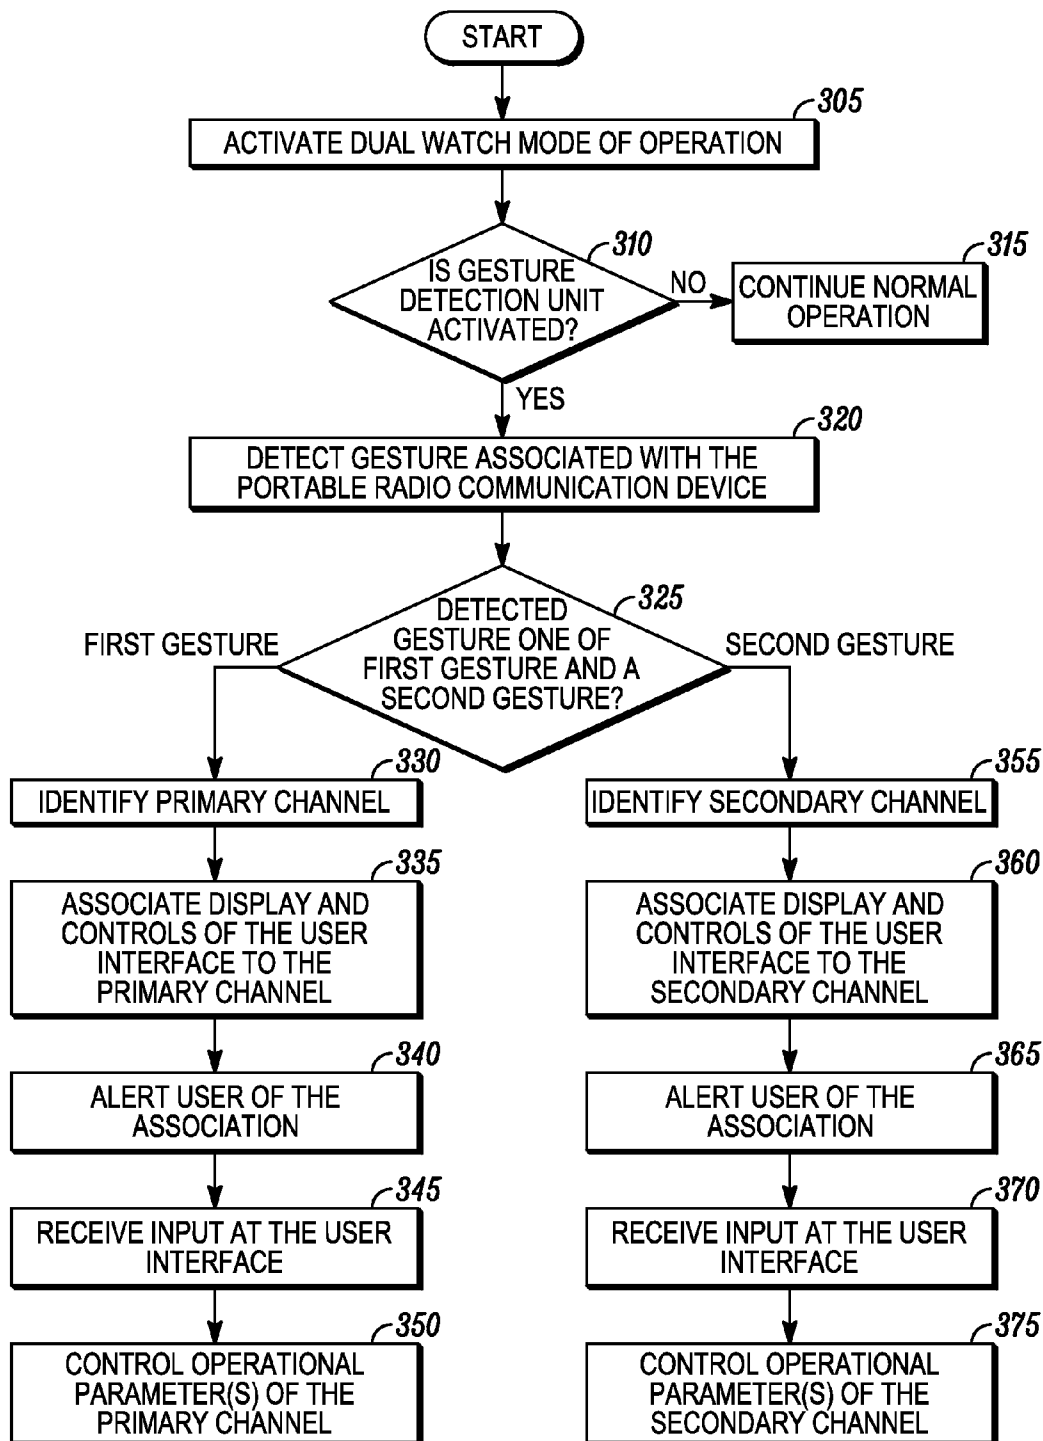 START
305
ACTIVATE DUAL WATCH MODE OF OPERATION
310
IS GESTURE
DETECTION UNIT
ACTIVATED?
NO
315
CONTINUE NORMAL
OPERATION
YES
320
DETECT GESTURE ASSOCIATED WITH THE
PORTABLE RADIO COMMUNICATION DEVICE
325
DETECTED
GESTURE ONE OF
FIRST GESTURE AND A
SECOND GESTURE?
FIRST GESTURE
SECOND GESTURE
330
IDENTIFY PRIMARY CHANNEL
335
ASSOCIATE DISPLAY AND
CONTROLS OF THE USER
INTERFACE TO THE
PRIMARY CHANNEL
340
ALERT USER OF THE
ASSOCIATION
345
RECEIVE INPUT AT THE USER
INTERFACE
350
CONTROL OPERATIONAL
PARAMETER(S) OF THE
PRIMARY CHANNEL
355
IDENTIFY SECONDARY CHANNEL
360
ASSOCIATE DISPLAY AND
CONTROLS OF THE USER
INTERFACE TO THE
SECONDARY CHANNEL
365
ALERT USER OF THE
ASSOCIATION
370
RECEIVE INPUT AT THE USER
INTERFACE
375
CONTROL OPERATIONAL
PARAMETER(S) OF THE
SECONDARY CHANNEL